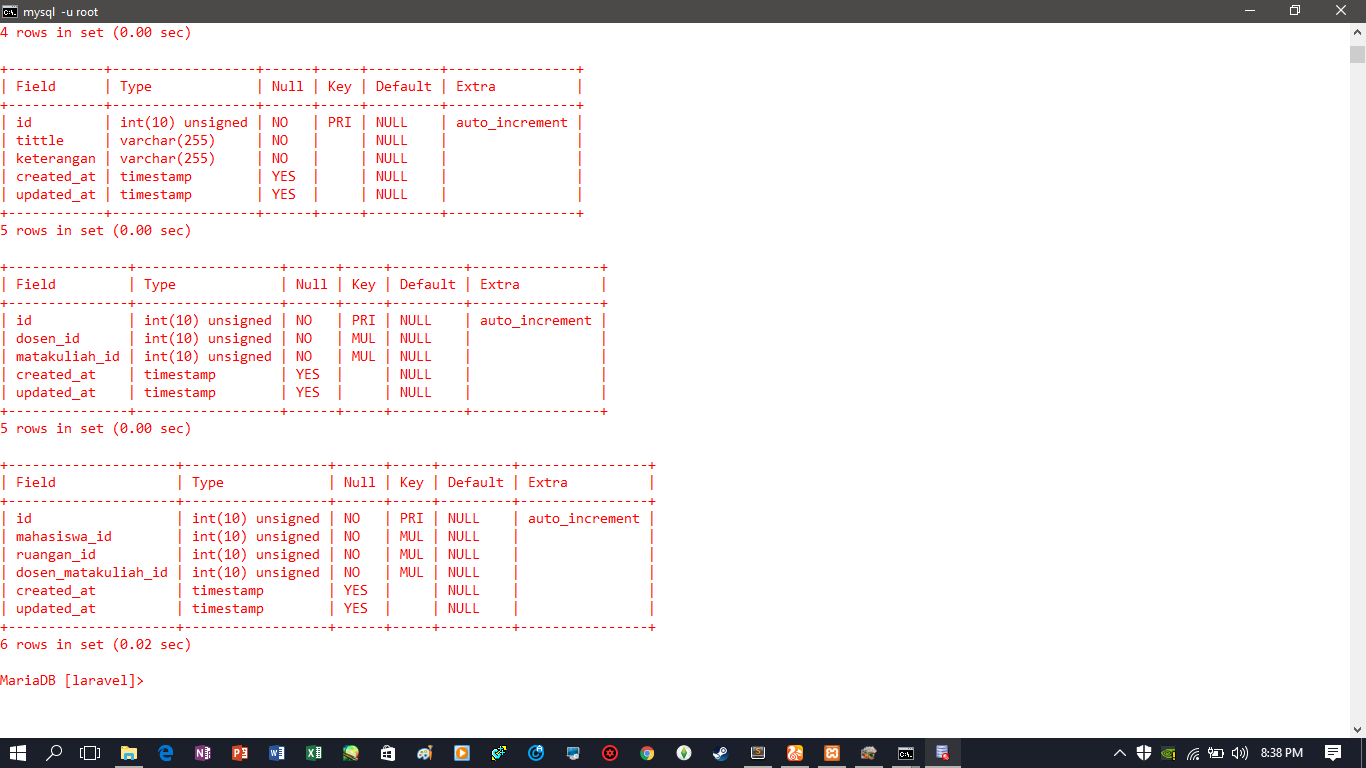 mysql -u root
4 rows in set (0.00 sec)
+------------+------------------+------+-----+---------+----------------+
| Field      | Type             | Null | Key | Default | Extra          |
+------------+------------------+------+-----+---------+----------------+
| id         | int(10) unsigned | NO   | PRI | NULL    | auto_increment |
| tittle     | varchar(255)     | NO   |     | NULL    |                |
| keterangan | varchar(255)     | NO   |     | NULL    |                |
| created_at | timestamp        | YES  |     | NULL    |                |
| updated_at | timestamp        | YES  |     | NULL    |                |
+------------+------------------+------+-----+---------+----------------+
5 rows in set (0.00 sec)
+---------------+------------------+------+-----+---------+----------------+
| Field         | Type             | Null | Key | Default | Extra          |
+---------------+------------------+------+-----+---------+----------------+
| id            | int(10) unsigned | NO   | PRI | NULL    | auto_increment |
| dosen_id      | int(10) unsigned | NO   | MUL | NULL    |                |
| matakuliah_id | int(10) unsigned | NO   | MUL | NULL    |                |
| created_at    | timestamp        | YES  |     | NULL    |                |
| updated_at    | timestamp        | YES  |     | NULL    |                |
+---------------+------------------+------+-----+---------+----------------+
5 rows in set (0.00 sec)
+---------------------+------------------+------+-----+---------+----------------+
| Field               | Type             | Null | Key | Default | Extra          |
+---------------------+------------------+------+-----+---------+----------------+
| id                  | int(10) unsigned | NO   | PRI | NULL    | auto_increment |
| mahasiswa_id        | int(10) unsigned | NO   | MUL | NULL    |                |
| ruangan_id          | int(10) unsigned | NO   | MUL | NULL    |                |
| dosen_matakuliah_id | int(10) unsigned | NO   | MUL | NULL    |                |
| created_at          | timestamp        | YES  |     | NULL    |                |
| updated_at          | timestamp        | YES  |     | NULL    |                |
+---------------------+------------------+------+-----+---------+----------------+
6 rows in set (0.02 sec)
MariaDB [laravel]>
8:38 PM